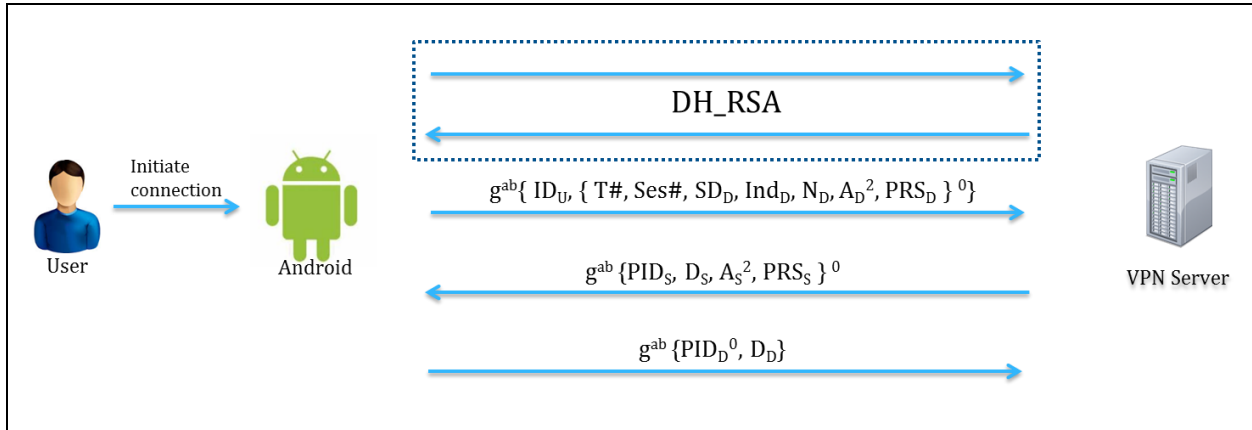 DH_RSA
Initiate
connection
g^ab{ ID_U, { T#, Ses#, SD_D, Ind_D, N_D, A_D^2, PRS_D } ^0}
User
Android
g^ab {PID_S, D_S, A_S^2, PRS_S } ^0
VPN Server
g^ab {PID_D^0, D_D}